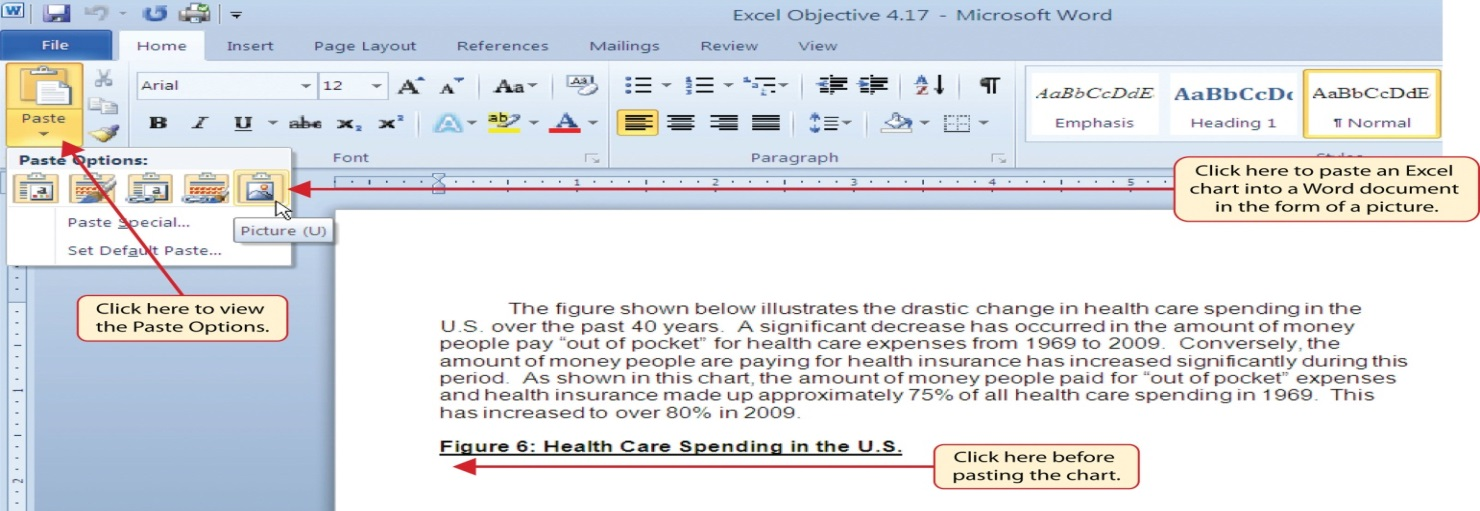 Excel Objective 4.17 - Microsoft Word
File Home Insert Page Layout References Mailings Review View
Arial 12
AaBbCcDdE AaBbCcDc AaBbCcDdE
Paste
Emphasis Heading 1 ¶ Normal
Font Paragraph Styles
Paste Options:
Paste Special...
Picture (U)
Set Default Paste...
Click here to paste an Excel
chart into a Word document
in the form of a picture.
Click here to view
the Paste Options.
The figure shown below illustrates the drastic change in health care spending in the
U.S. over the past 40 years.  A significant decrease has occurred in the amount of money
people pay “out of pocket” for health care expenses from 1969 to 2009.  Conversely, the
amount of money people are paying for health insurance has increased significantly during this
period.  As shown in this chart, the amount of money people paid for “out of pocket” expenses
and health insurance made up approximately 75% of all health care spending in 1969.  This
has increased to over 80% in 2009.
Figure 6: Health Care Spending in the U.S.
Click here before
pasting the chart.